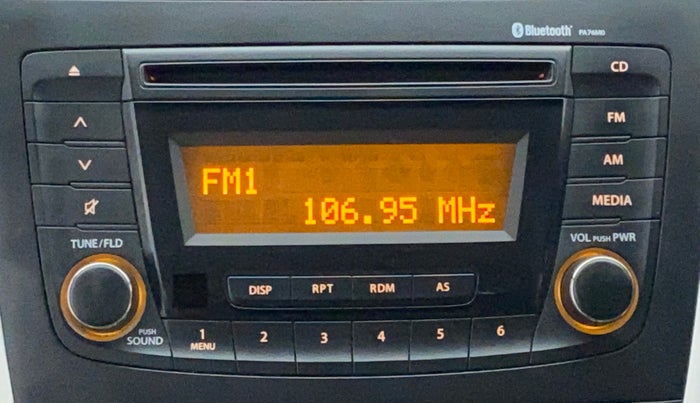 Bluetooth PA74M0
CD
FM1
106.95 MHz
FM
AM
MEDIA
TUNE/FLD
PUSH
SOUND
VOL PUSH PWR
DISP RPT RDM AS
1 2 3 4 5 6
MENU